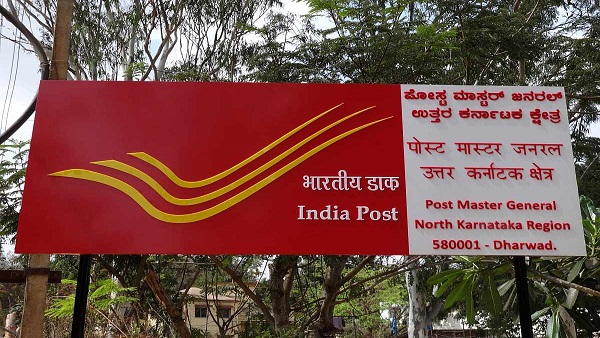 भारतीय डाक
India Post
ಪೋಸ್ಟ ಮಾಸ್ಟರ್ ಜನರಲ್
ಉತ್ತರ ಕರ್ನಾಟಕ ಕ್ಷೇತ್ರ
पोस्ट मास्टर जनरल
उत्तर कर्नाटक क्षेत्र
Post Master General
North Karnataka Region
580001 - Dharwad.